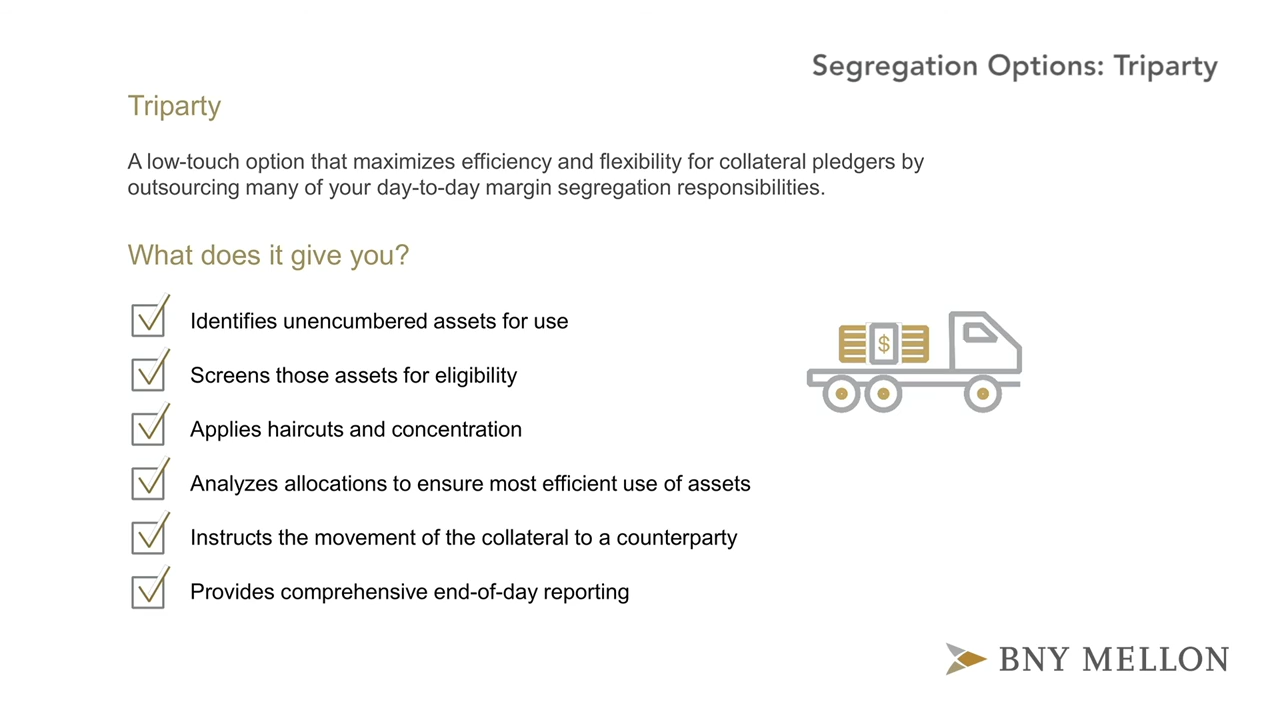 Segregation Options: Triparty
Triparty
A low-touch option that maximizes efficiency and flexibility for collateral pledgers by
outsourcing many of your day-to-day margin segregation responsibilities.
What does it give you?
Identifies unencumbered assets for use
Screens those assets for eligibility
$
Applies haircuts and concentration
Analyzes allocations to ensure most efficient use of assets
Instructs the movement of the collateral to a counterparty
Provides comprehensive end-of-day reporting
BNY MELLON